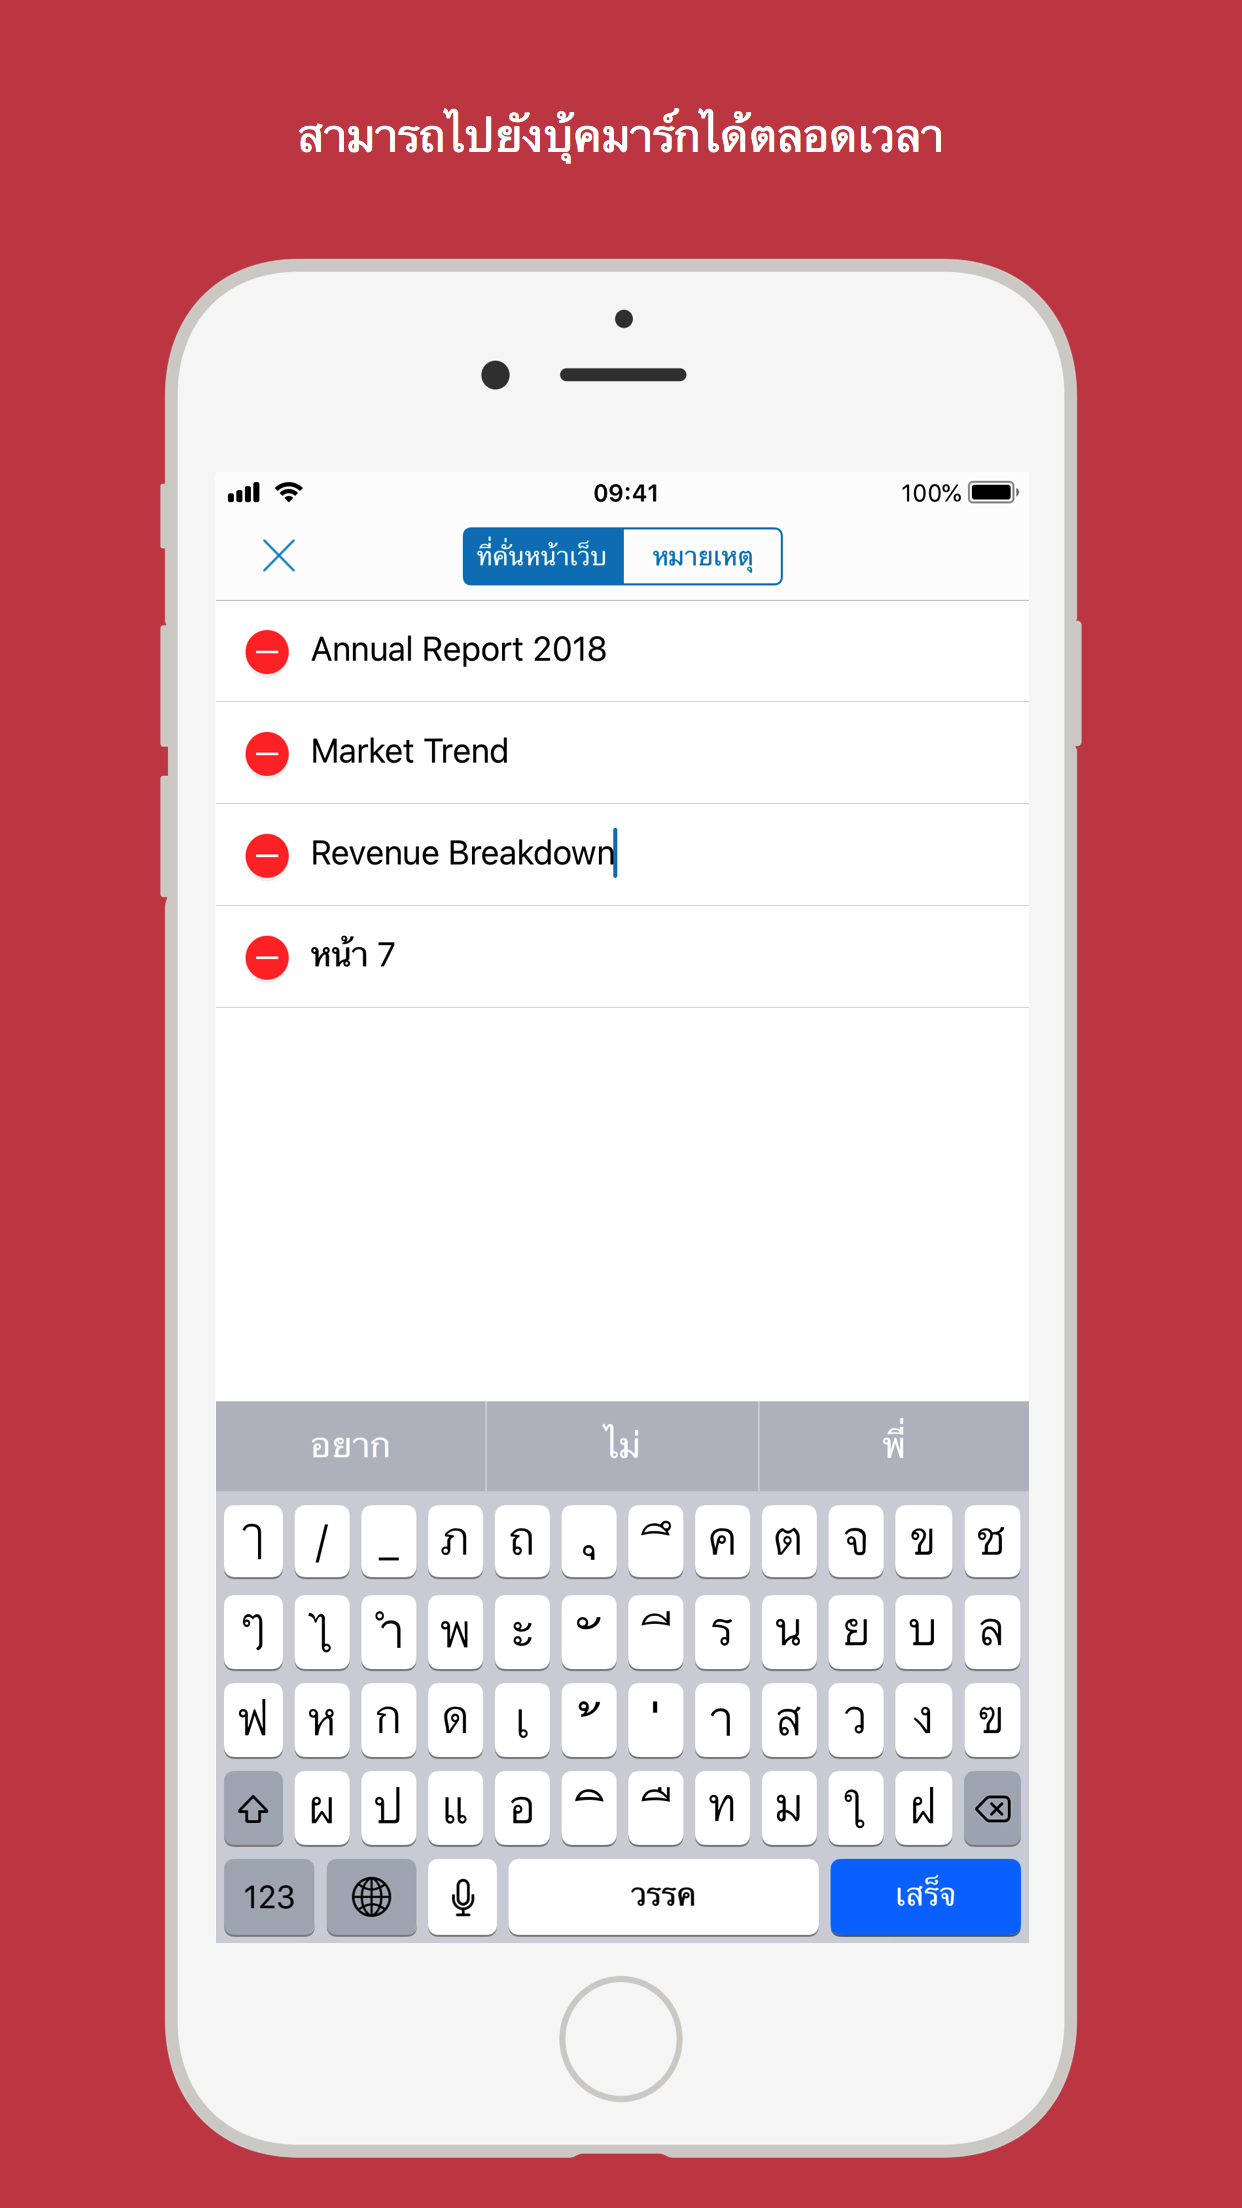 สามารถไปยังบุ้คมาร์กได้ตลอดเวลา
09:41 100%
ที่คั่นหน้าเว็บ หมายเหตุ
Annual Report 2018
Market Trend
Revenue Breakdown
หน้า 7
อยาก ไม่ พี่
ๅ / _ ภ ถ ุ ึ ค ต จ ข ช
ๆ ไ ำ พ ะ ั ี ร น ย บ ล
ฟ ห ก ด เ ้ ่ า ส ว ง ฃ
ผ ป แ อ ิ ื ท ม ใ ฝ
123 วรรค เสร็จ